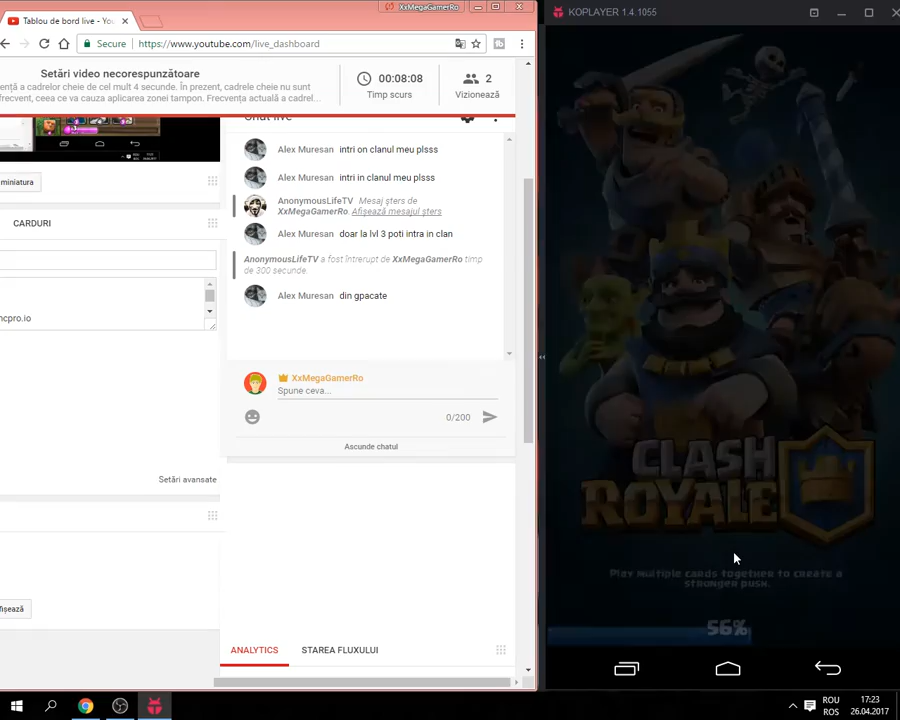 XxMegaGamerRo
Tablou de bord live - You
Secure
https://www.youtube.com/live_dashboard
Setări video necorespunzătoare
ență a cadrelor cheie de cel mult 4 secunde. În prezent, cadrele cheie nu sunt
frecvent, ceea ce va cauza aplicarea zonei tampon. Frecvența actuală a cadrel...
00:08:08
Timp scurs
2
Vizionează
Chat live
Alex Muresan intri on clanul meu plsss
Alex Muresan intri in clanul meu plsss
AnonymousLifeTV Mesaj șters de
XxMegaGamerRo. Afișează mesajul șters
Alex Muresan doar la lvl 3 poti intra in clan
AnonymousLifeTV a fost întrerupt de XxMegaGamerRo timp
de 300 secunde.
Alex Muresan din gpacate
XxMegaGamerRo
Spune ceva...
0/200
Ascunde chatul
miniatura
CARDURI
ncpro.io
Setări avansate
fișează
ANALYTICS
STAREA FLUXULUI
KOPLAYER 1.4.1055
CLASH
ROYALE
Play multiple cards together to create a
stronger push.
56%
ROU
ROS
17:23
26.04.2017